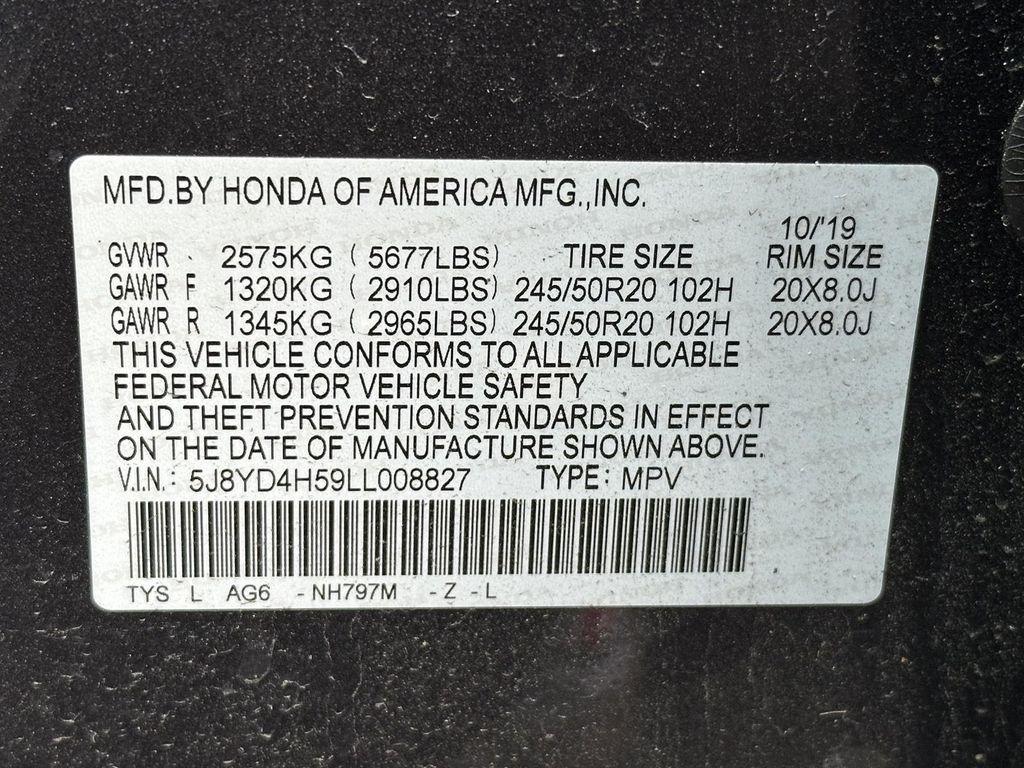 MFD.BY HONDA OF AMERICA MFG.,INC.
10/'19
GVWR 2575KG ( 5677LBS) TIRE SIZE RIM SIZE
GAWR F 1320KG ( 2910LBS) 245/50R20 102H 20X8.0J
GAWR R 1345KG ( 2965LBS) 245/50R20 102H 20X8.0J
THIS VEHICLE CONFORMS TO ALL APPLICABLE
FEDERAL MOTOR VEHICLE SAFETY
AND THEFT PREVENTION STANDARDS IN EFFECT
ON THE DATE OF MANUFACTURE SHOWN ABOVE.
V.I.N.: 5J8YD4H59LL008827 TYPE: MPV
TYS L AG6 -NH797M -Z -L